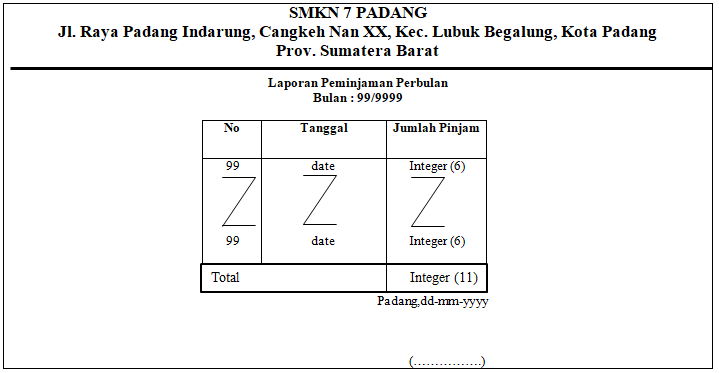 SMKN 7 PADANG
Jl. Raya Padang Indarung, Cangkeh Nan XX, Kec. Lubuk Begalung, Kota Padang
Prov. Sumatera Barat
Laporan Peminjaman Perbulan
Bulan : 99/9999
No Tanggal Jumlah Pinjam
99 date Integer (6)
99 date Integer (6)
Total Integer (11)
Padang,dd-mm-yyyy
(…………….)